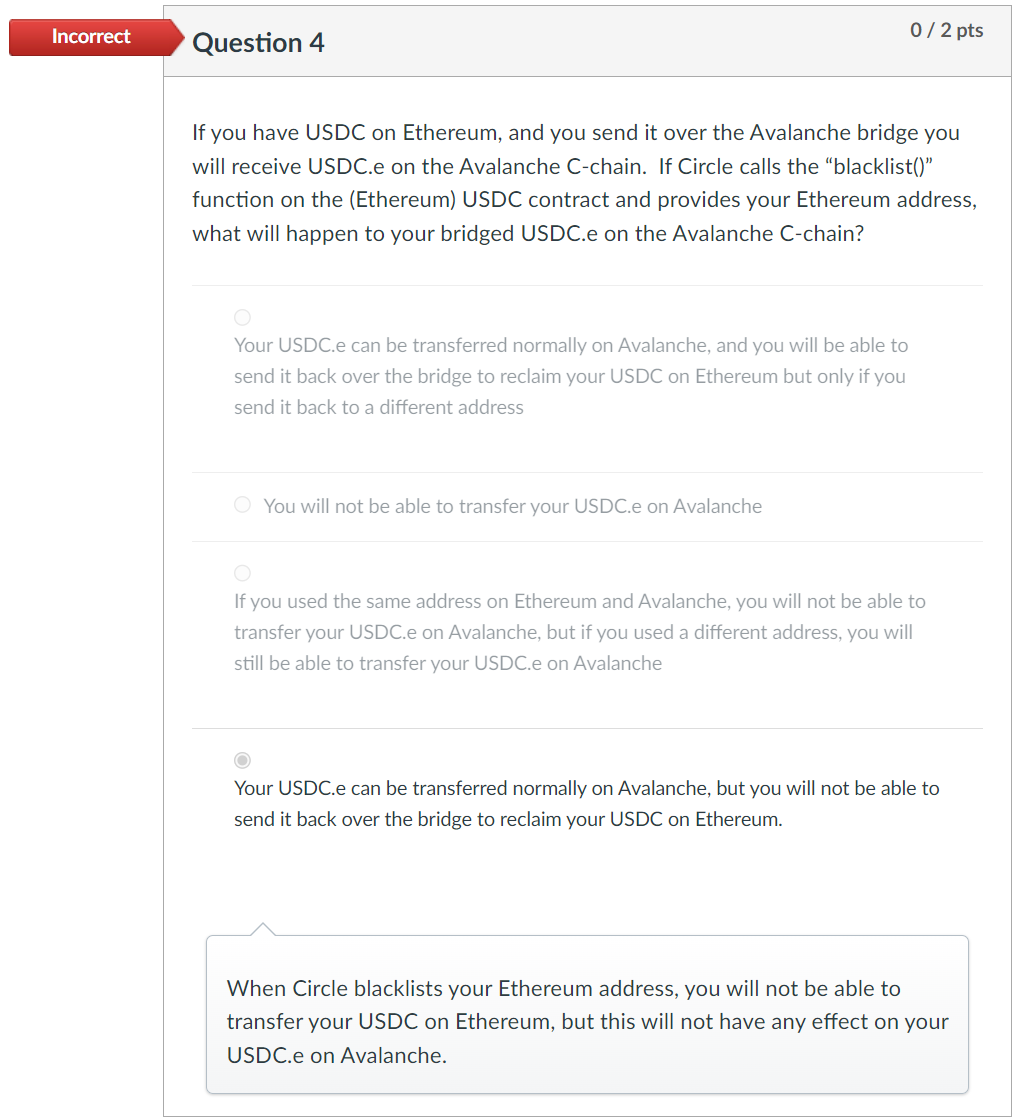 Incorrect
Question 4
0 / 2 pts
If you have USDC on Ethereum, and you send it over the Avalanche bridge you
will receive USDC.e on the Avalanche C-chain.  If Circle calls the “blacklist()”
function on the (Ethereum) USDC contract and provides your Ethereum address,
what will happen to your bridged USDC.e on the Avalanche C-chain?
Your USDC.e can be transferred normally on Avalanche, and you will be able to
send it back over the bridge to reclaim your USDC on Ethereum but only if you
send it back to a different address
You will not be able to transfer your USDC.e on Avalanche
If you used the same address on Ethereum and Avalanche, you will not be able to
transfer your USDC.e on Avalanche, but if you used a different address, you will
still be able to transfer your USDC.e on Avalanche
Your USDC.e can be transferred normally on Avalanche, but you will not be able to
send it back over the bridge to reclaim your USDC on Ethereum.
When Circle blacklists your Ethereum address, you will not be able to
transfer your USDC on Ethereum, but this will not have any effect on your
USDC.e on Avalanche.